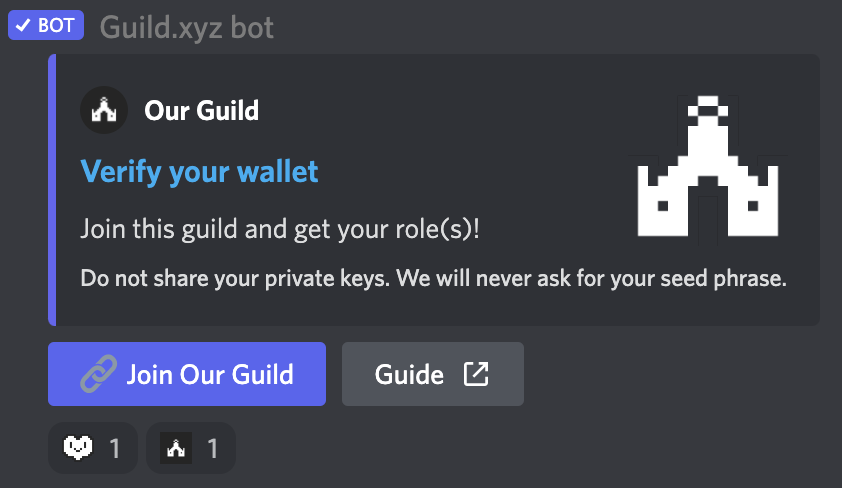 ✓ BOT Guild.xyz bot
Our Guild
Verify your wallet
Join this guild and get your role(s)!
Do not share your private keys. We will never ask for your seed phrase.
Join Our Guild Guide
1 1